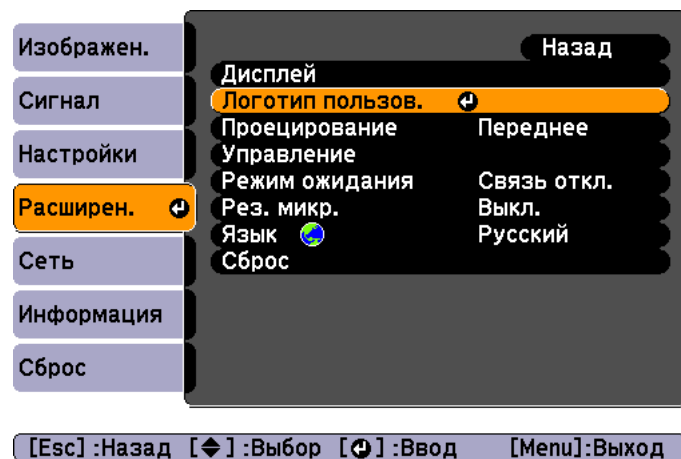 Изображен.
Сигнал
Настройки
Расширен.
Сеть
Информация
Сброс
Назад
Дисплей
Логотип пользов.
Проецирование Переднее
Управление
Режим ожидания Связь откл.
Рез. микр. Выкл.
Язык Русский
Сброс
[Esc] :Назад [ ] :Выбор [ ] :Ввод [Menu]:Выход